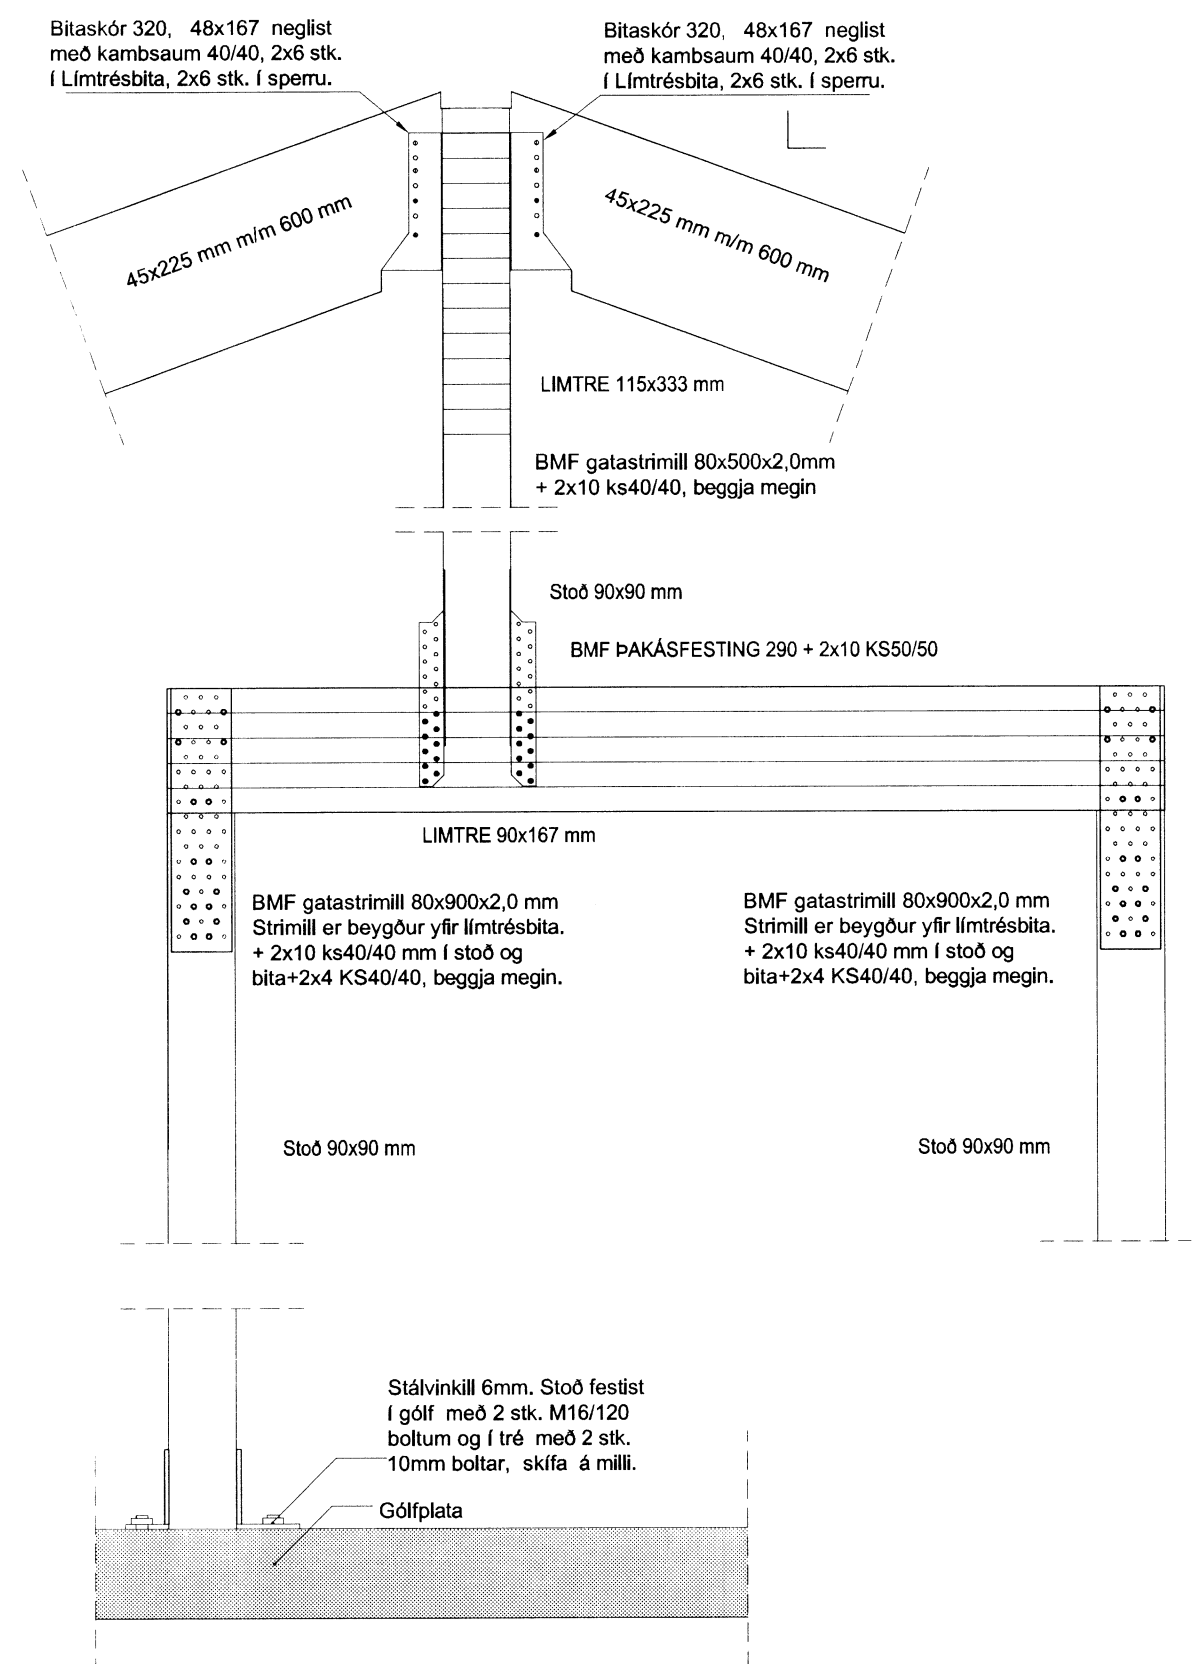 Bitaskór 320, 48x167 neglist
með kambsaum 40/40, 2x6 stk.
í Límtrésbita, 2x6 stk. í sperru.
Bitaskór 320, 48x167 neglist
með kambsaum 40/40, 2x6 stk.
í Límtrésbita, 2x6 stk. í sperru.
45x225 mm m/m 600 mm
45x225 mm m/m 600 mm
LIMTRE 115x333 mm
BMF gatastrimill 80x500x2,0mm
+ 2x10 ks40/40, beggja megin
Stoð 90x90 mm
BMF ÞAKÁSFESTING 290 + 2x10 KS50/50
LIMTRE 90x167 mm
BMF gatastrimill 80x900x2,0 mm
Strimill er beygður yfir límtrésbita.
+ 2x10 ks40/40 mm í stoð og
bita+2x4 KS40/40, beggja megin.
BMF gatastrimill 80x900x2,0 mm
Strimill er beygður yfir límtrésbita.
+ 2x10 ks40/40 mm í stoð og
bita+2x4 KS40/40, beggja megin.
Stoð 90x90 mm
Stoð 90x90 mm
Stálvinkill 6mm. Stoð festist
í gólf með 2 stk. M16/120
boltum og í tré með 2 stk.
10mm boltar, skífa á milli.
Gólfplata